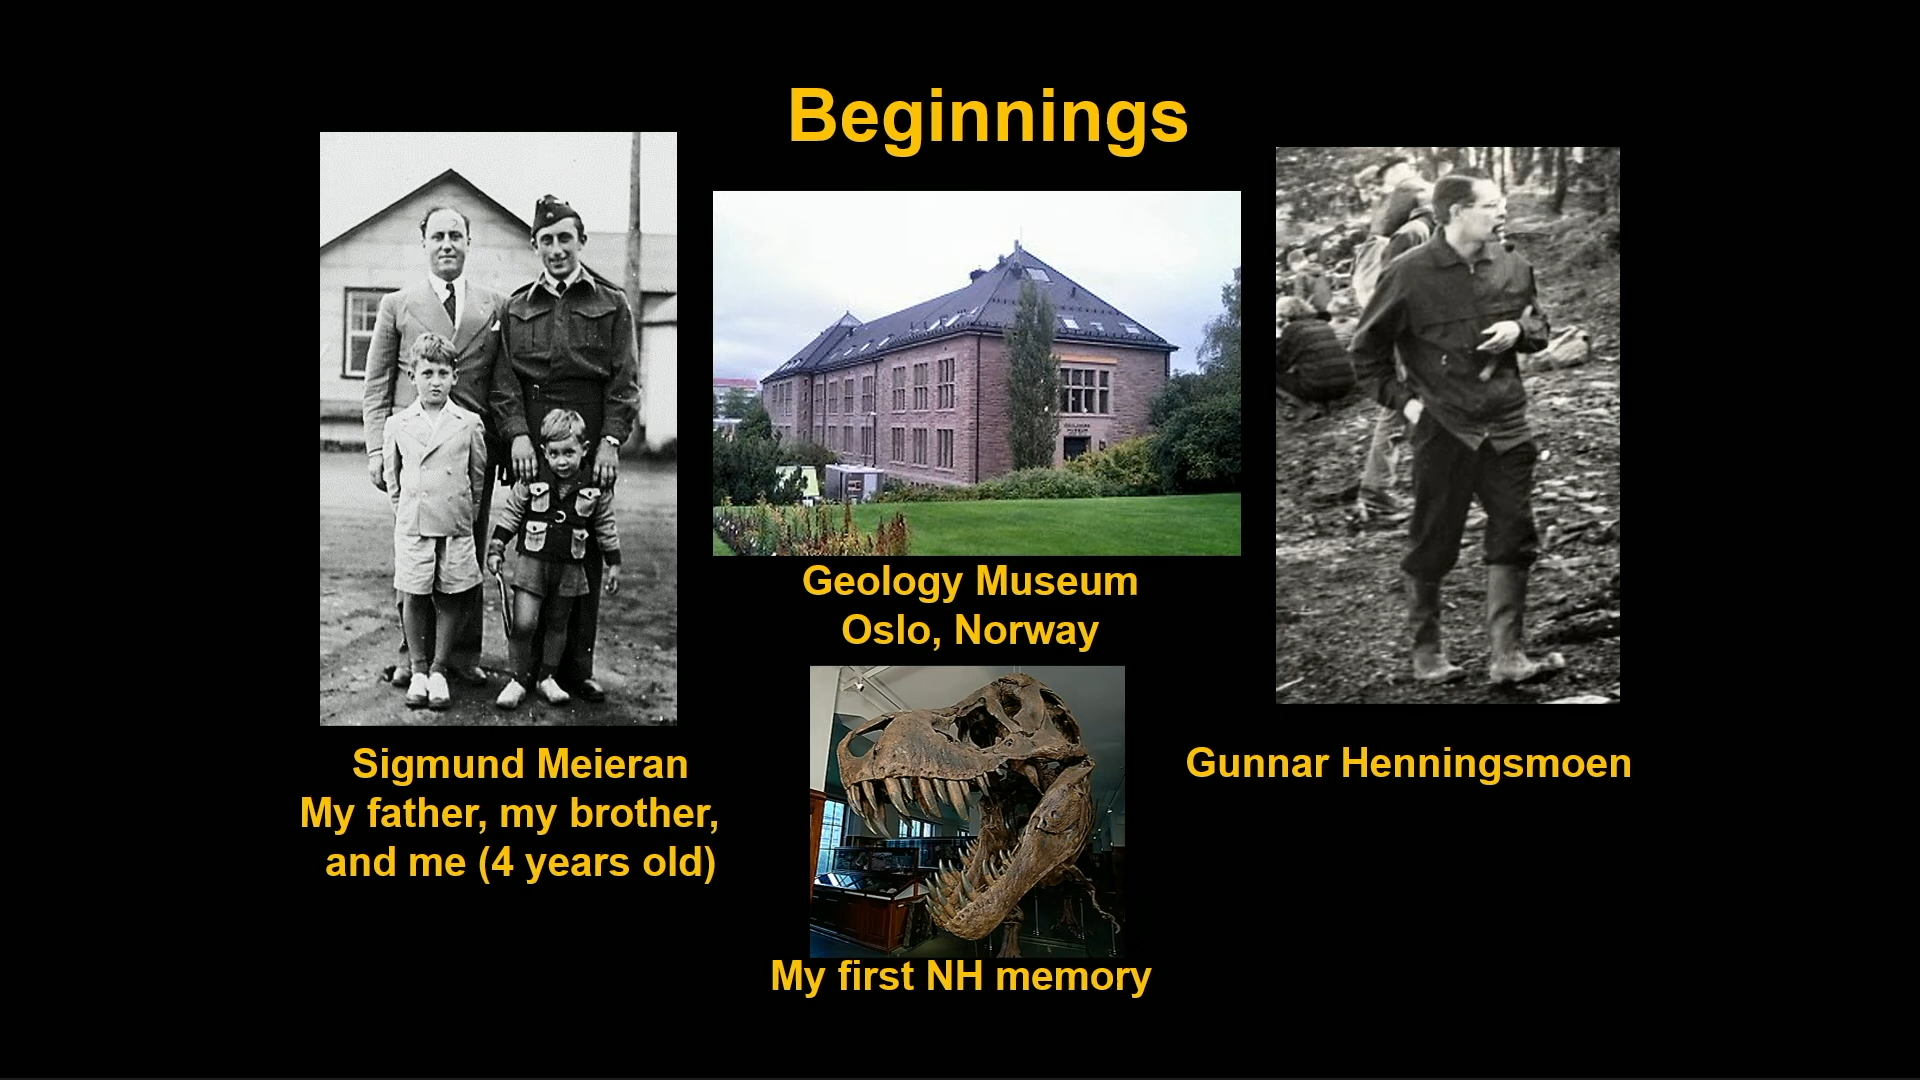 Beginnings
Geology Museum
Oslo, Norway
Sigmund Meieran
My father, my brother,
and me (4 years old)
Gunnar Henningsmoen
My first NH memory